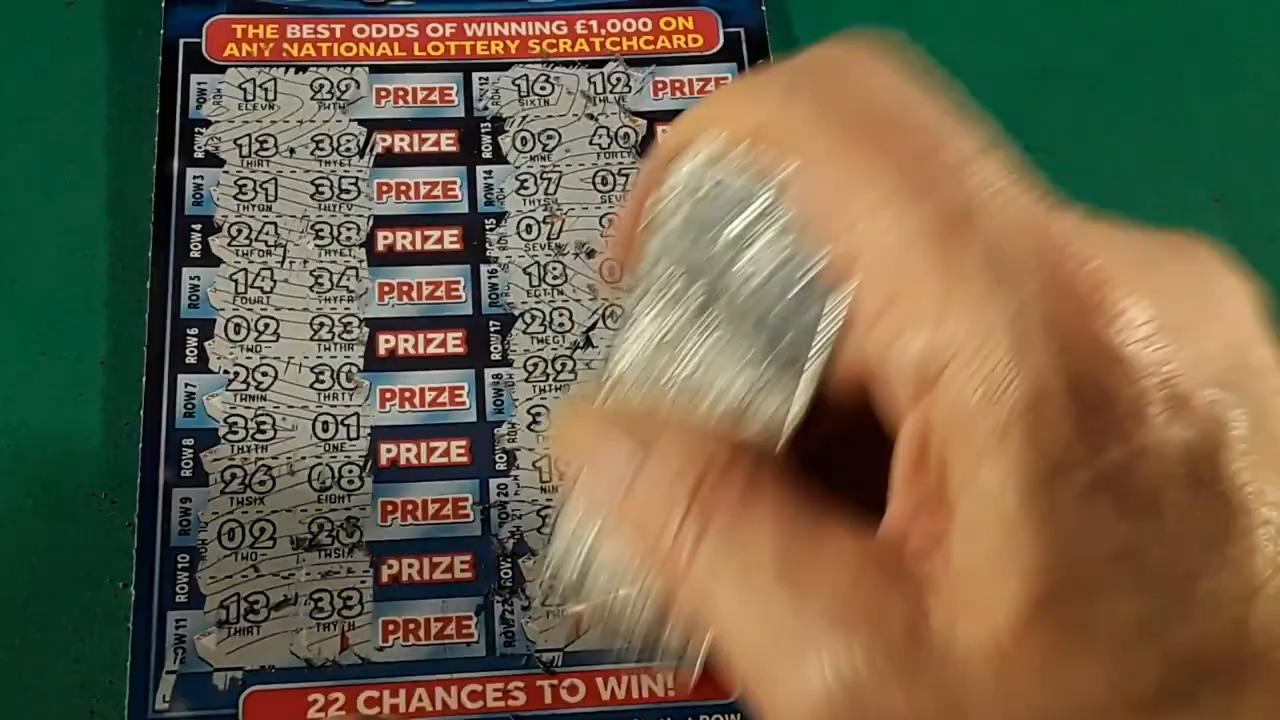 THE BEST ODDS OF WINNING £1,000 ON
ANY NATIONAL LOTTERY SCRATCHCARD
ROW 1 11 29 PRIZE
ELEVN
ROW 2 13 38 PRIZE
THIRT THYET
ROW 3 31 35 PRIZE
THYON THYFV
ROW 4 24 38 PRIZE
THFOR THYET
ROW 5 14 34 PRIZE
FOURT THYFR
ROW 6 02 23 PRIZE
TWO TWTHR
ROW 7 29 30 PRIZE
TWNIN THRTY
ROW 8 33 01 PRIZE
THYTH ONE
ROW 9 26 08 PRIZE
TWSIX EIGHT
ROW 10 02 26 PRIZE
TWO TWSIX
ROW 11 13 33 PRIZE
THIRT THYTH
12 16 12 PRIZE
SIXTN TWLVE
ROW 13 09 40
NINE FORTY
ROW 14 37 07
THYSV
07
SEVEN
ROW 16 18
EGTTN
ROW 17 28
TWEGT
22
ROW 20
ROW 22
22 CHANCES TO WIN!
ROW